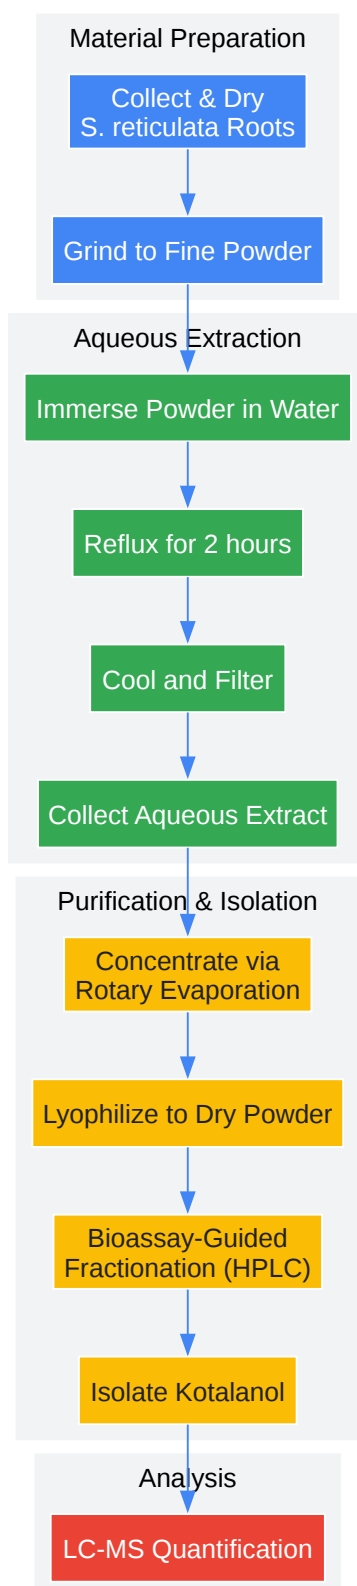 Material Preparation
Collect & Dry
S. reticulata Roots
Grind to Fine Powder
Aqueous Extraction
Immerse Powder in Water
Reflux for 2 hours
Cool and Filter
Collect Aqueous Extract
Purification & Isolation
Concentrate via
Rotary Evaporation
Lyophilize to Dry Powder
Bioassay-Guided
Fractionation (HPLC)
Isolate Kotalanol
Analysis
LC-MS Quantification